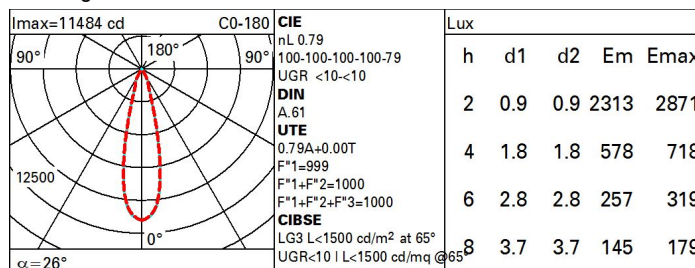 Imax=11484 cd C0-180
90° 180° 90°
12500
0°
α=26°
CIE
nL 0.79
100-100-100-100-79
UGR <10-<10
DIN
A.61
UTE
0.79A+0.00T
F"1=999
F"1+F"2=1000
F"1+F"2+F"3=1000
CIBSE
LG3 L<1500 cd/m² at 65°
UGR<10 | L<1500 cd/mq @65°
Lux
h d1 d2 Em Emax
2 0.9 0.9 2313 2871
4 1.8 1.8 578 718
6 2.8 2.8 257 319
8 3.7 3.7 145 179